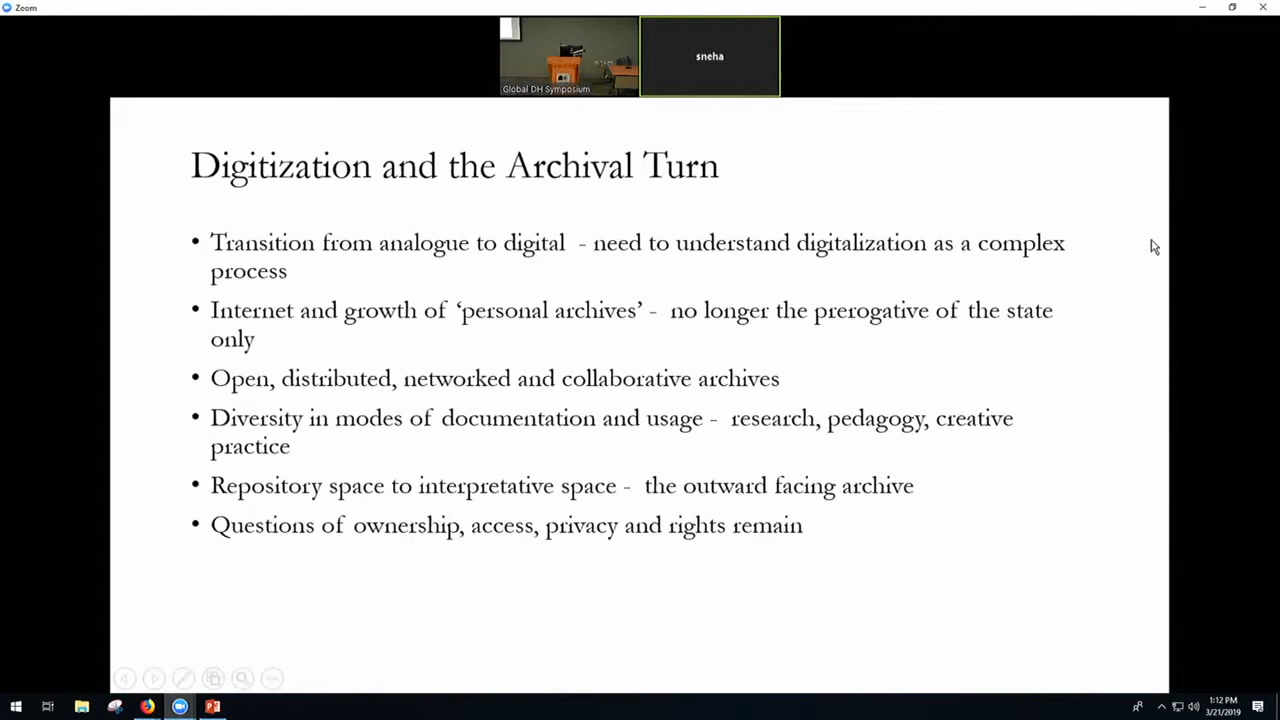 Zoom
Global DH Symposium
sneha
Digitization and the Archival Turn
• Transition from analogue to digital - need to understand digitalization as a complex
process
• Internet and growth of ‘personal archives’ - no longer the prerogative of the state
only
• Open, distributed, networked and collaborative archives
• Diversity in modes of documentation and usage - research, pedagogy, creative
practice
• Repository space to interpretative space - the outward facing archive
• Questions of ownership, access, privacy and rights remain
1:12 PM
3/21/2019